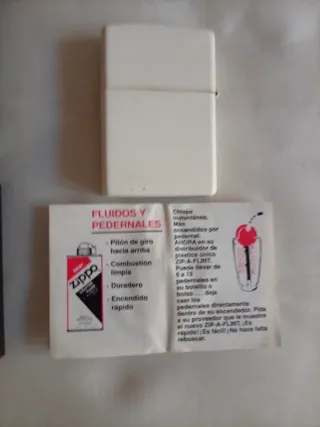 FLUIDOS Y
PEDERNALES
- Pitón de giro
hacia arriba
- Combustión
limpia
- Duradero
- Encendido
rápido
zippo
Chispa
instantánea.
Más
encendidos por
pedernal.
AHORA en su
distribuidor de
plástico único
ZIP-A-FLINT.
Puede llevar de
6 a 12
pedernales en
su bolsillo o
bolso ..... deje
caer los
pedernales directamente
dentro de su encendedor. Pida
a su proveedor que le muestre
el nuevo ZIP-A-FLINT. ¡Es
rápido! ¡Es fácil! ¡No hace falta
rebuscar.